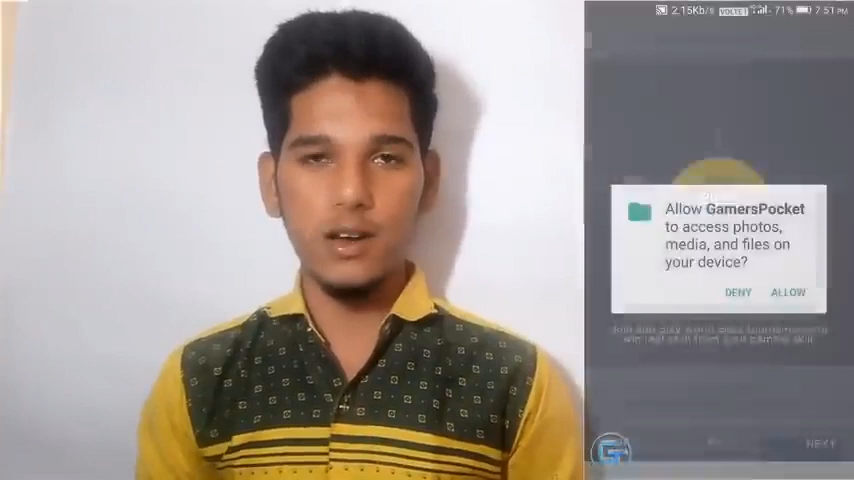 2.15Kb/s VOLTE 71% 7:51 PM
Allow GamersPocket
to access photos,
media, and files on
your device?
DENY ALLOW
NEXT